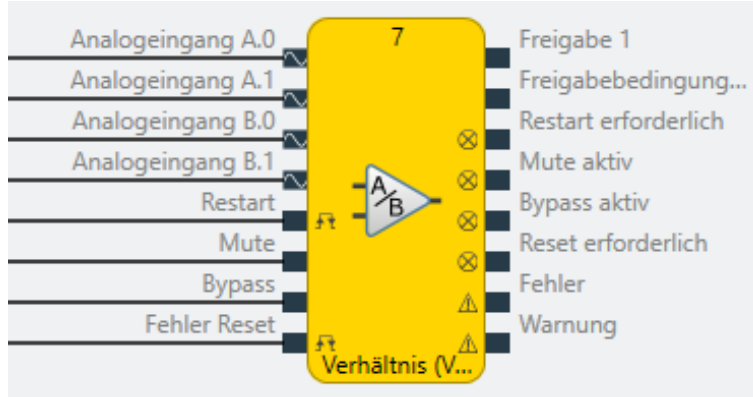 Analogeingang A.0
7
Freigabe 1
Analogeingang A.1
Freigabebedingung...
Analogeingang B.0
Restart erforderlich
Analogeingang B.1
Mute aktiv
Restart
A/B
Bypass aktiv
Mute
Reset erforderlich
Bypass
Fehler
Fehler Reset
Warnung
Verhältnis (V...